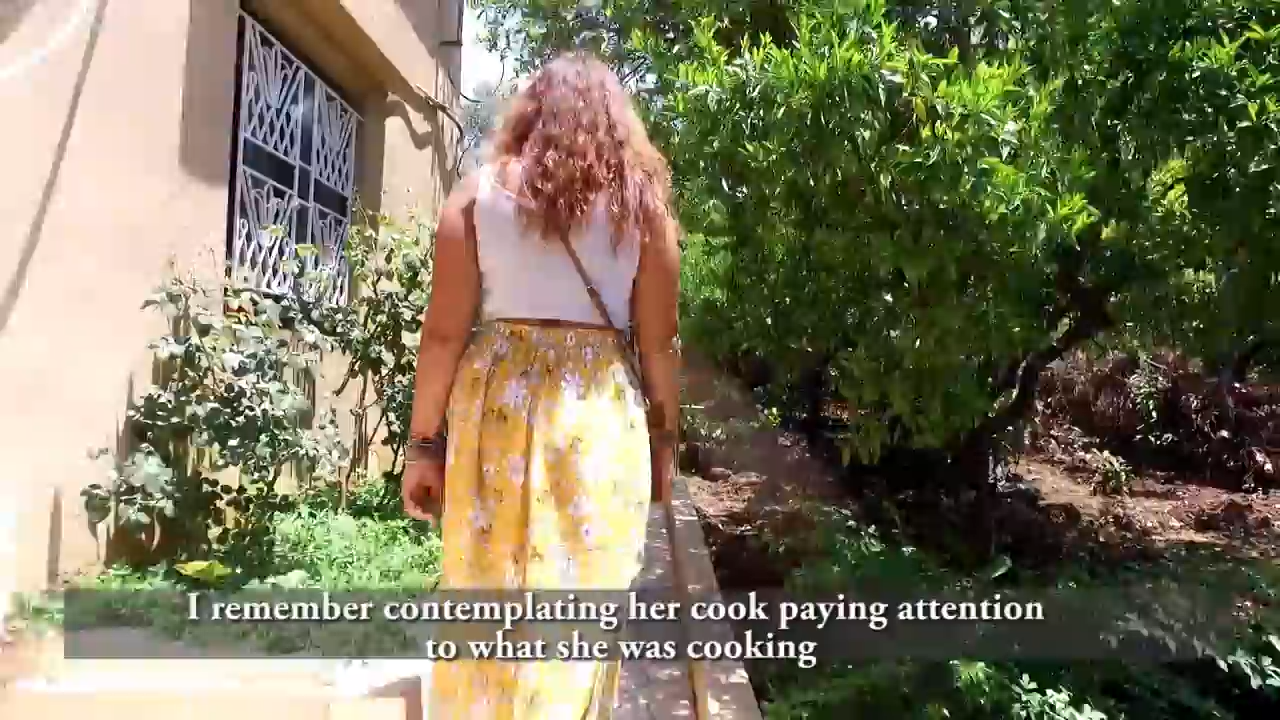 I remember contemplating her cook paying attention
to what she was cooking